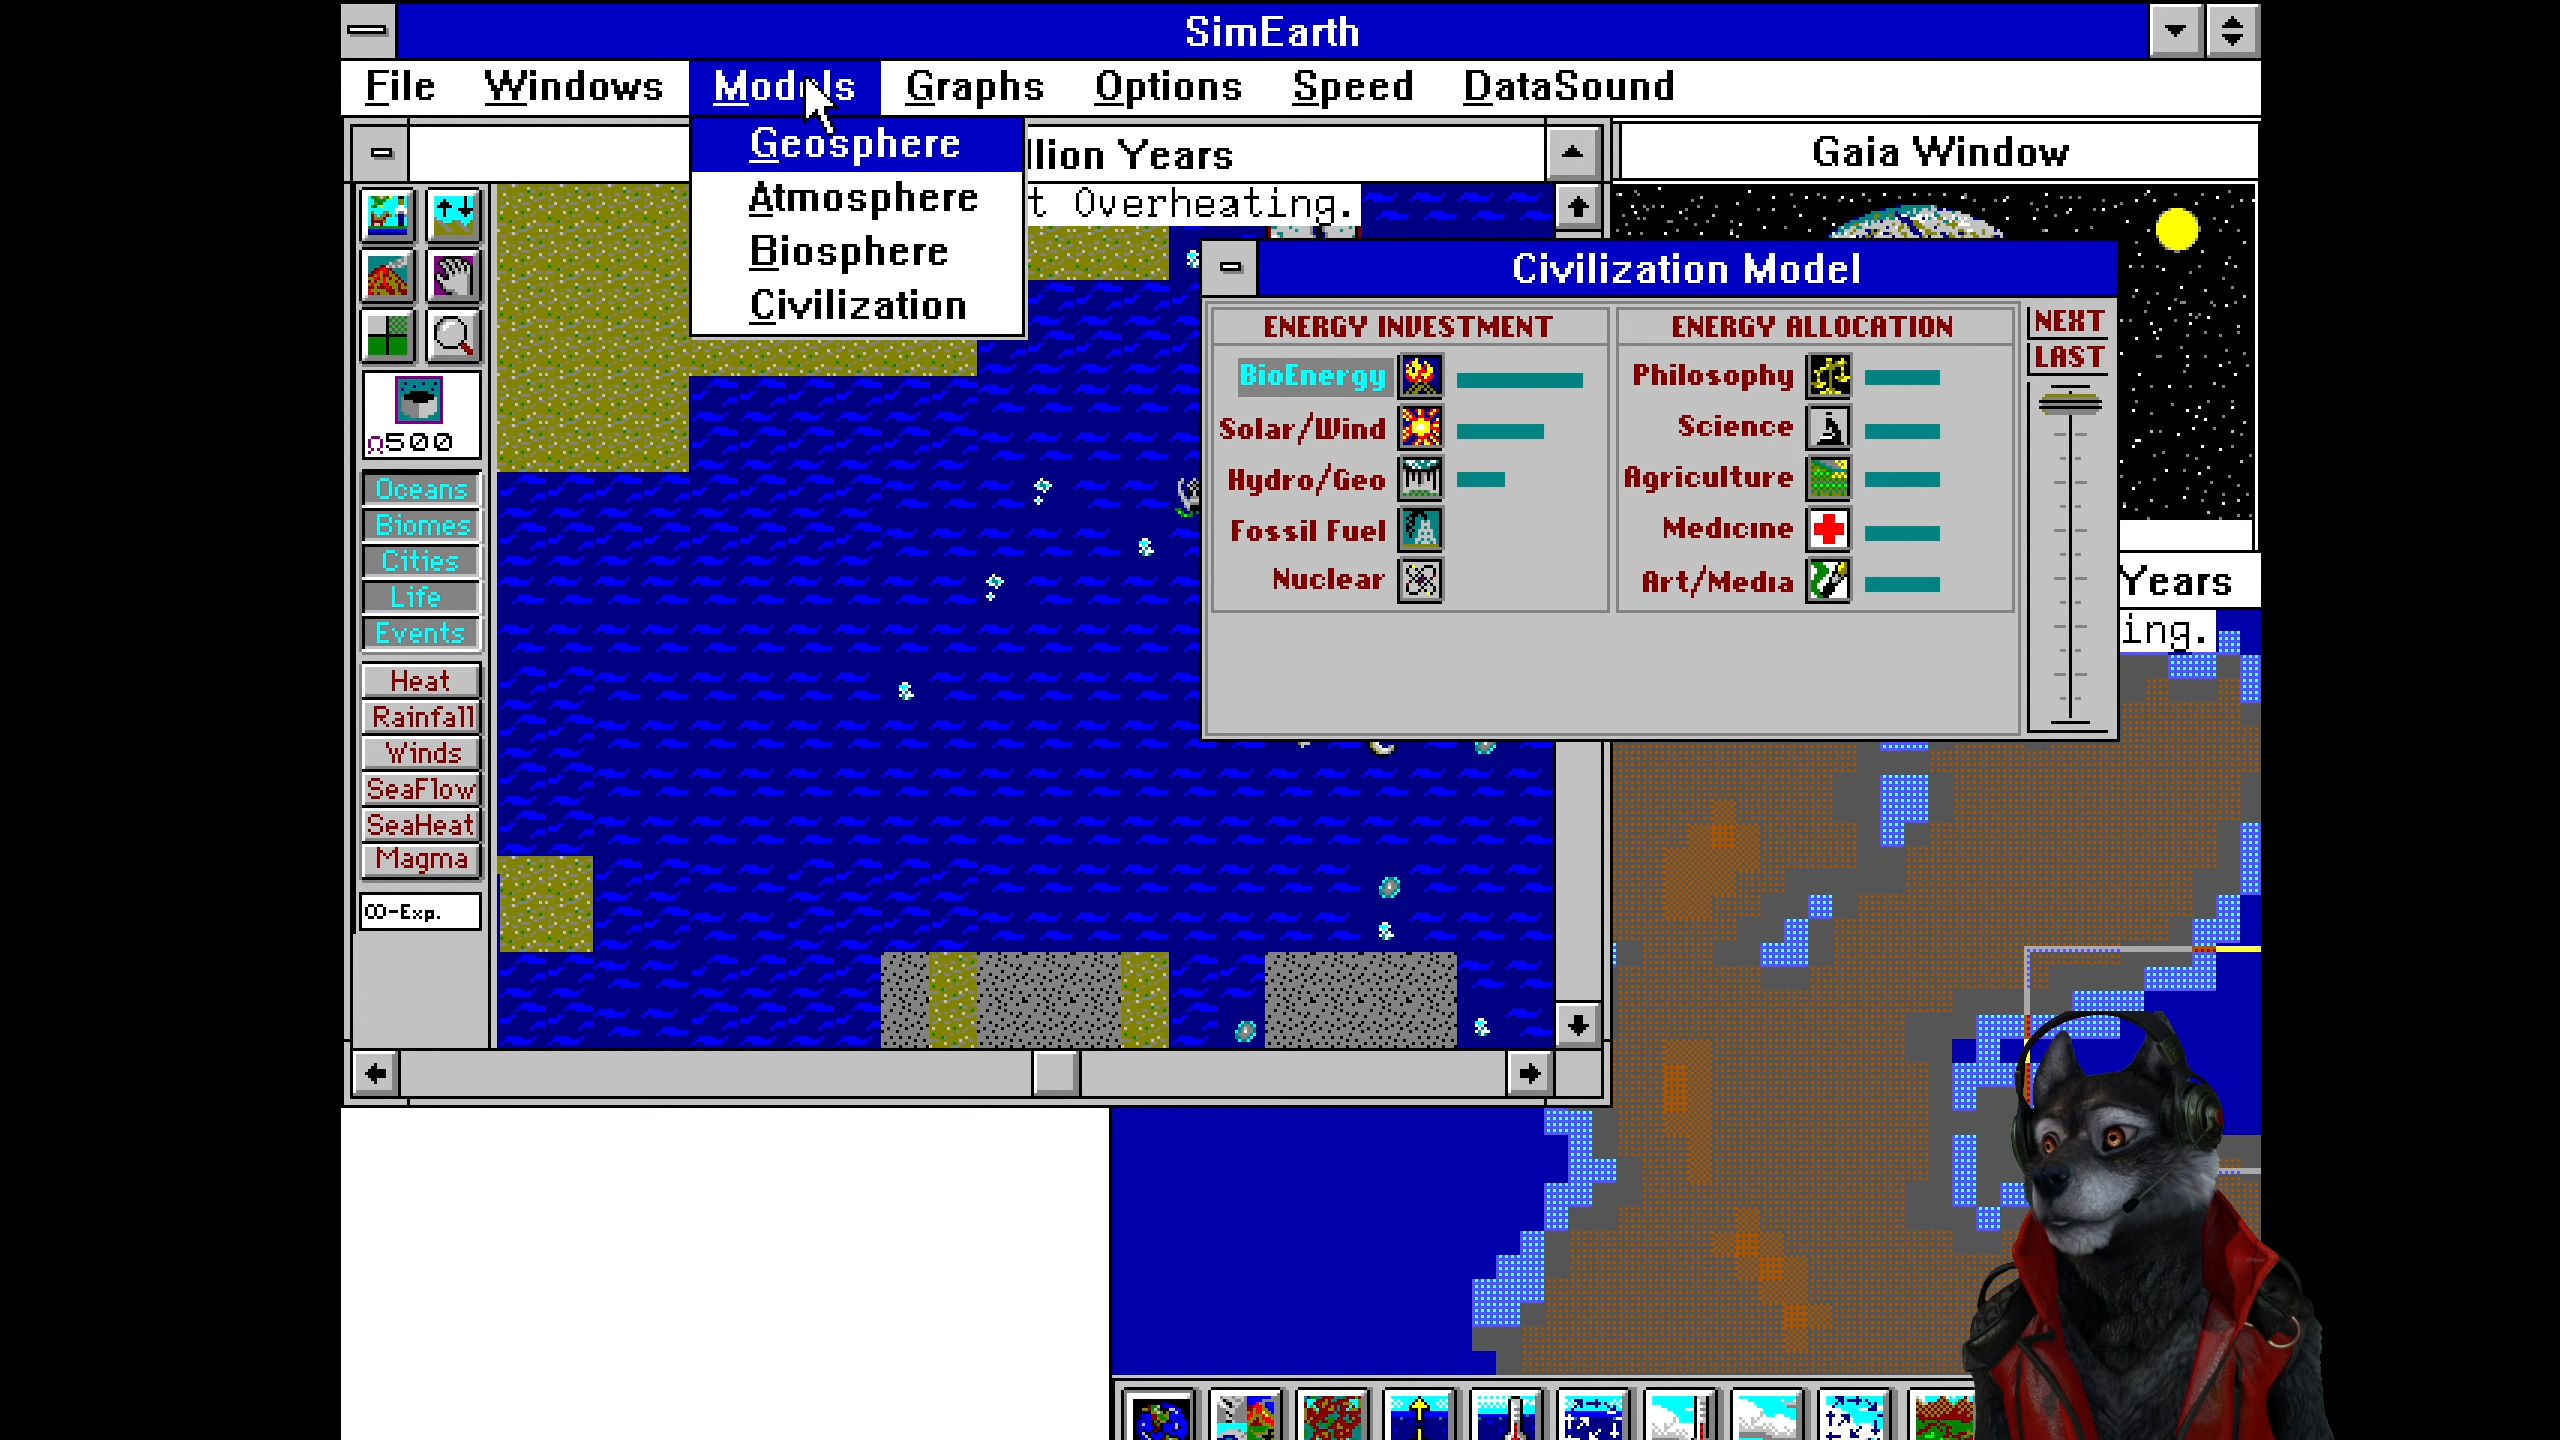 SimEarth
File Windows Models Graphs Options Speed DataSound
Geosphere
Atmosphere
Biosphere
Civilization
llion Years
t Overheating.
Gaia Window
Ω500
Oceans
Biomes
Cities
Life
Events
Heat
Rainfall
Winds
SeaFlow
SeaHeat
Magma
∞-Exp.
Civilization Model
ENERGY INVESTMENT
BioEnergy
Solar/Wind
Hydro/Geo
Fossil Fuel
Nuclear
ENERGY ALLOCATION
Philosophy
Science
Agriculture
Medicine
Art/Media
NEXT
LAST
Years
ing.